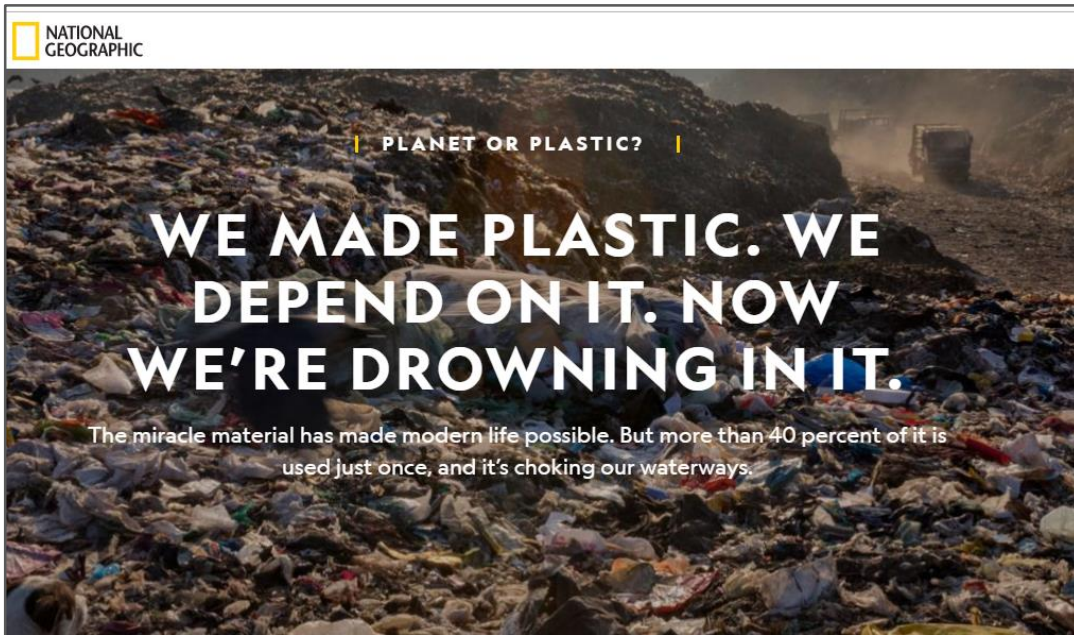 NATIONAL
GEOGRAPHIC
PLANET OR PLASTIC?
WE MADE PLASTIC. WE
DEPEND ON IT. NOW
WE’RE DROWNING IN IT.
The miracle material has made modern life possible. But more than 40 percent of it is
used just once, and it’s choking our waterways.